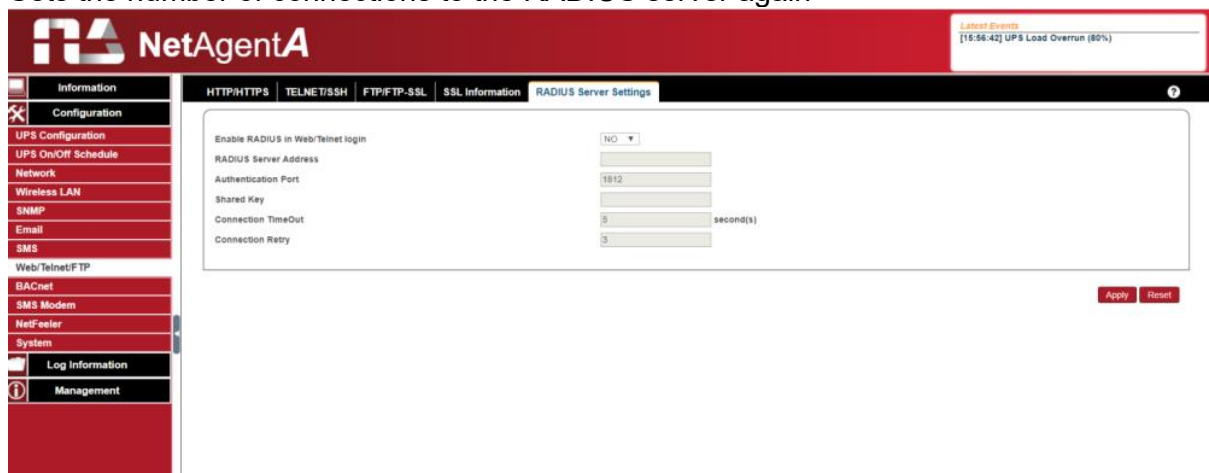 Sets the number of connections to the RADIUS server again
NetAgentA
Latest Events
[15:56:42] UPS Load Overrun (80%)
Information
Configuration
UPS Configuration
UPS On/Off Schedule
Network
Wireless LAN
SNMP
Email
SMS
Web/Telnet/FTP
BACnet
SMS Modem
NetFeeler
System
Log Information
Management
HTTP/HTTPS TELNET/SSH FTP/FTP-SSL SSL Information RADIUS Server Settings ?
Enable RADIUS in Web/Telnet login NO
RADIUS Server Address
Authentication Port 1812
Shared Key
Connection TimeOut 5 second(s)
Connection Retry 3
Apply Reset